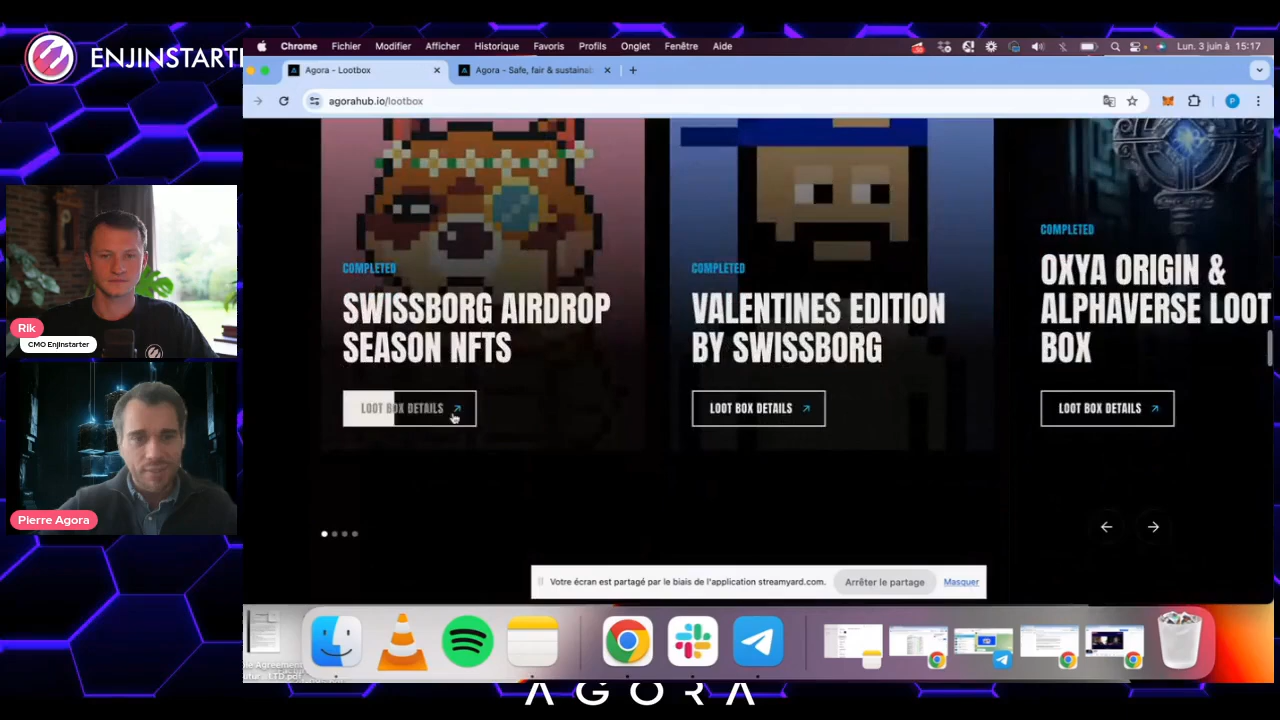 ENJINSTARTE
Chrome Fichier Modifier Afficher Historique Favoris Profils Onglet Fenêtre Aide
Lun. 3 juin à 15:17
Agora - Lootbox
Agora - Safe, fair & sustainab
agorahub.io/lootbox
P
COMPLETED
SWISSBORG AIRDROP
SEASON NFTS
LOOT BOX DETAILS
COMPLETED
VALENTINES EDITION
BY SWISSBORG
LOOT BOX DETAILS
COMPLETED
OXYA ORIGIN &
ALPHAVERSE LOOT
BOX
LOOT BOX DETAILS
Rik
CMO Enjinstarter
Pierre Agora
Votre écran est partagé par le biais de l'application streamyard.com.
Arrêter le partage
Masquer
Agreement
AGORA